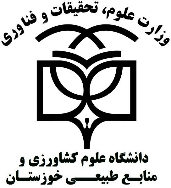 وزارت علوم، تحقیقات و فناوری
دانشگاه علوم کشاورزی و
منابع طبیعی خوزستان